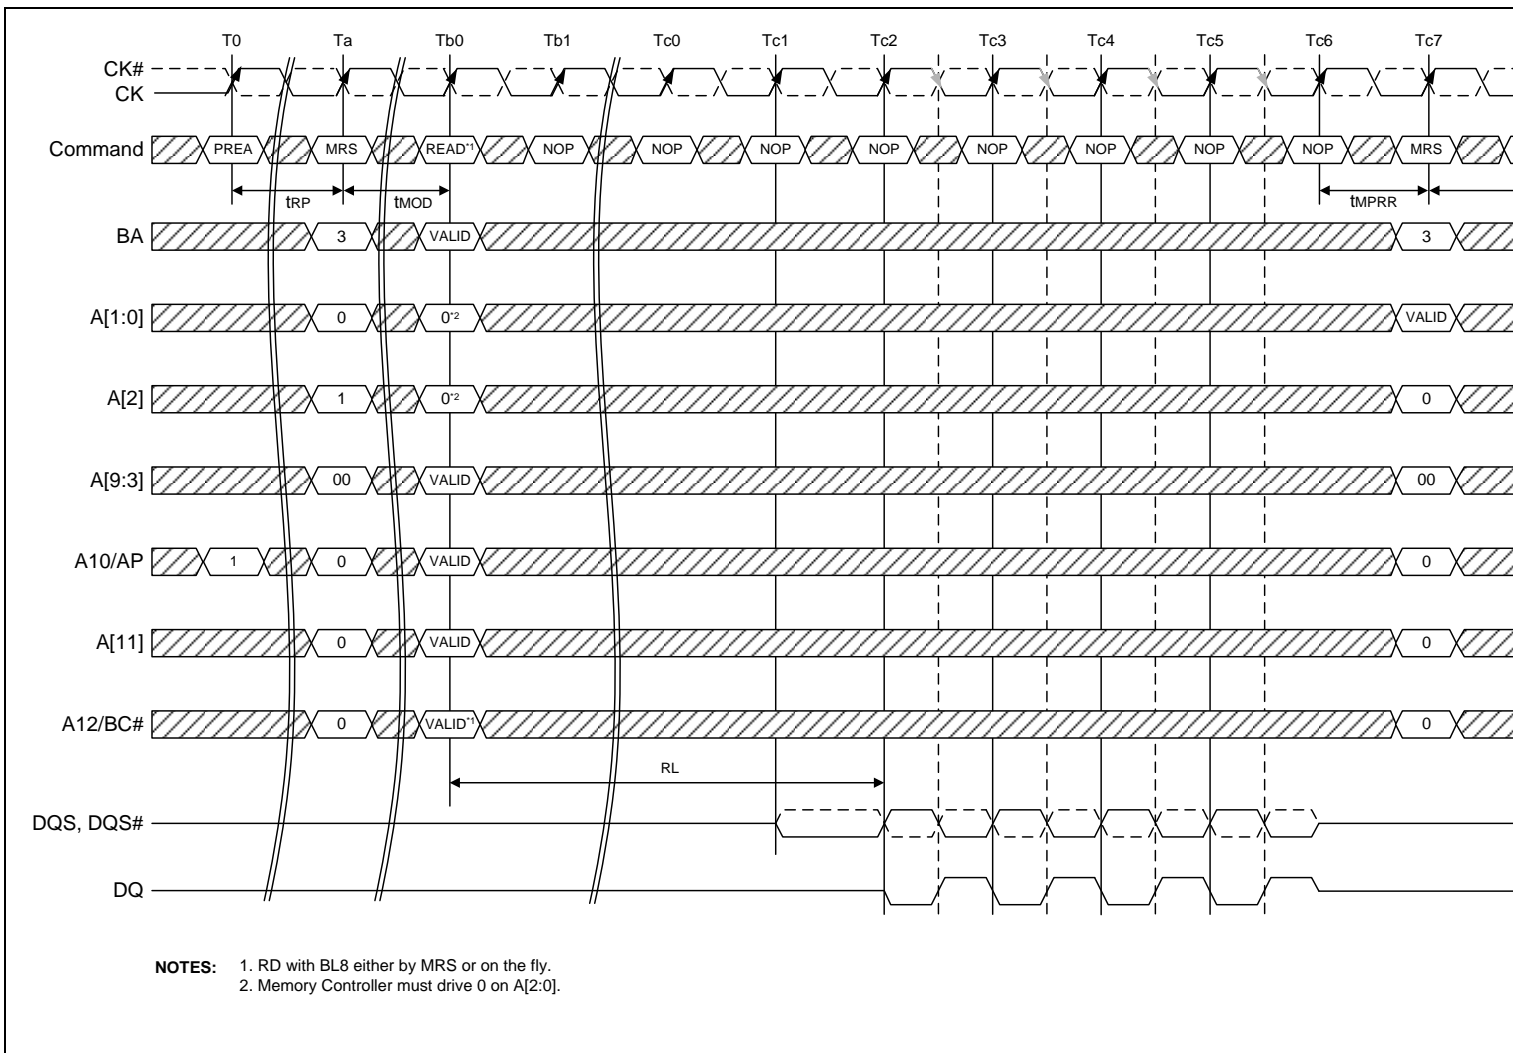 T0 Ta Tb0 Tb1 Tc0 Tc1 Tc2 Tc3 Tc4 Tc5 Tc6 Tc7
CK#
CK
Command PREA MRS READ*1 NOP NOP NOP NOP NOP NOP NOP NOP MRS
tRP tMOD tMPRR
BA 3 VALID 3
A[1:0] 0 0*2 VALID
A[2] 1 0*2 0
A[9:3] 00 VALID 00
A10/AP 1 0 VALID 0
A[11] 0 VALID 0
A12/BC# 0 VALID*1 0
RL
DQS, DQS#
DQ
NOTES: 1. RD with BL8 either by MRS or on the fly.
2. Memory Controller must drive 0 on A[2:0].